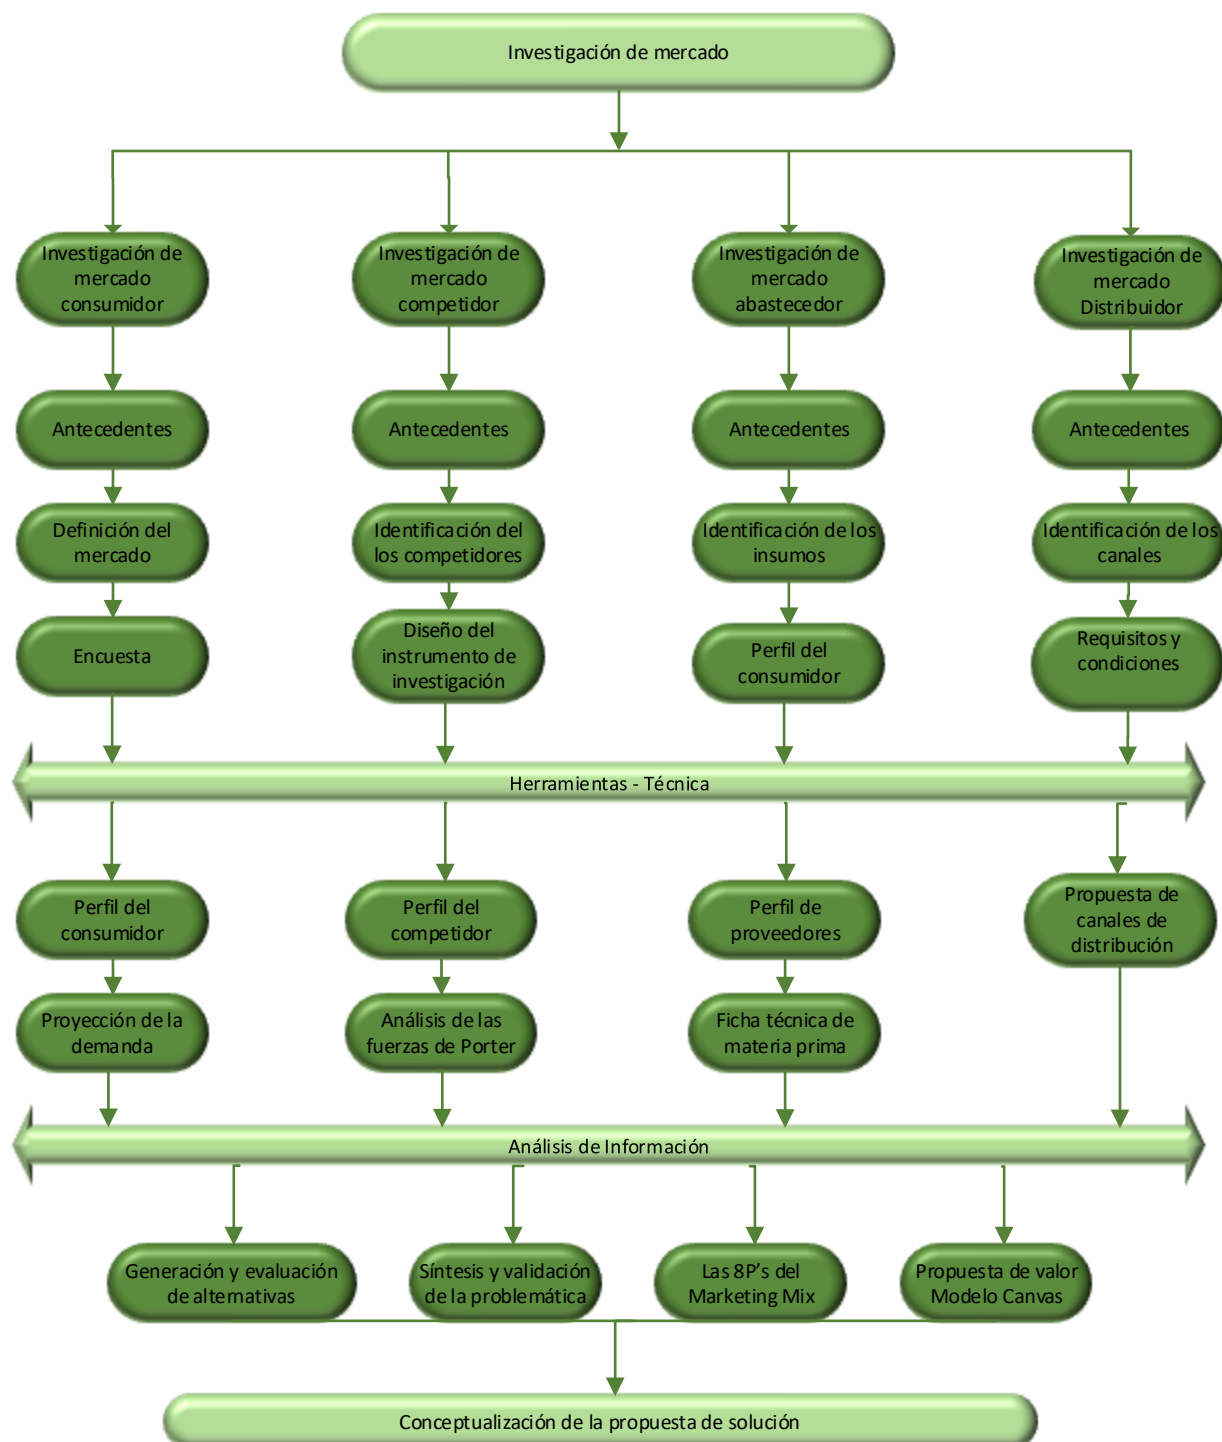 Investigación de mercado
Investigación de
mercado
consumidor
Investigación de
mercado
competidor
Investigación de
mercado
abastecedor
Investigación de
mercado
Distribuidor
Antecedentes
Antecedentes
Antecedentes
Antecedentes
Definición del
mercado
Identificación del
los competidores
Identificación de los
insumos
Identificación de los
canales
Encuesta
Diseño del
instrumento de
investigación
Perfil del
consumidor
Requisitos y
condiciones
Herramientas - Técnica
Perfil del
consumidor
Perfil del
competidor
Perfil de
proveedores
Propuesta de
canales de
distribución
Proyección de la
demanda
Análisis de las
fuerzas de Porter
Ficha técnica de
materia prima
Análisis de Información
Generación y evaluación
de alternativas
Síntesis y validación
de la problemática
Las 8P's del
Marketing Mix
Propuesta de valor
Modelo Canvas
Conceptualización de la propuesta de solución